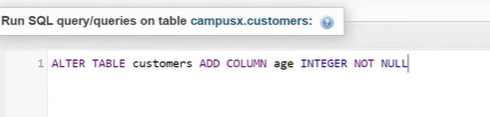 Run SQL query/queries on table campusx.customers:
1 ALTER TABLE customers ADD COLUMN age INTEGER NOT NULL